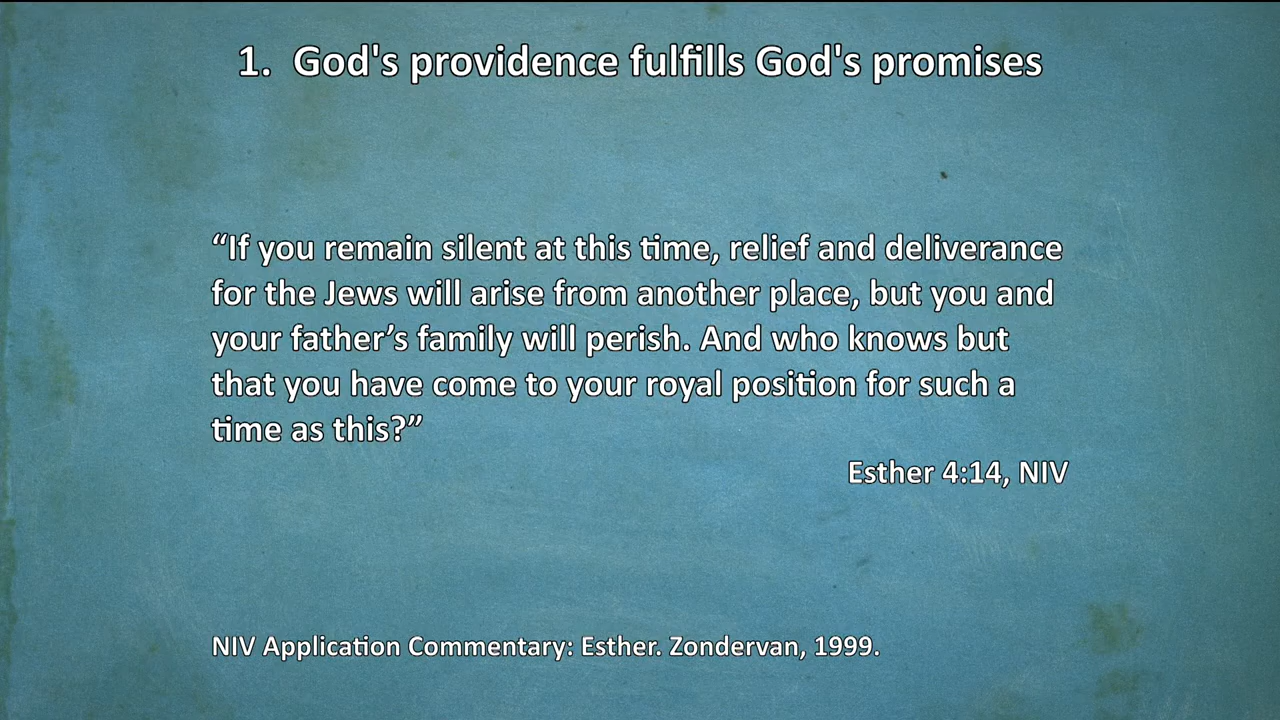 1. God's providence fulfills God's promises
“If you remain silent at this time, relief and deliverance
for the Jews will arise from another place, but you and
your father’s family will perish. And who knows but
that you have come to your royal position for such a
time as this?”
Esther 4:14, NIV
NIV Application Commentary: Esther. Zondervan, 1999.